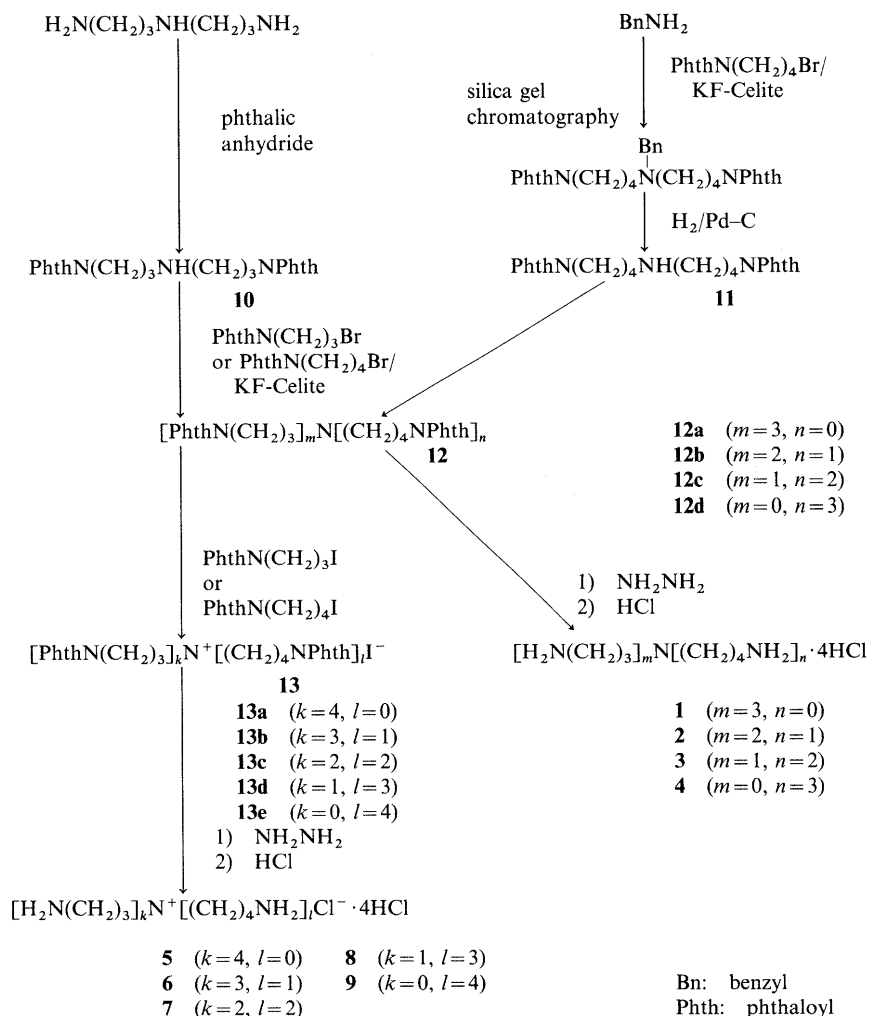 H₂N(CH₂)₃NH(CH₂)₃NH₂
phthalic
anhydride
PhthN(CH₂)₃NH(CH₂)₃NPhth
10
BnNH₂
PhthN(CH₂)₄Br/
KF-Celite
silica gel
chromatography
Bn
PhthN(CH₂)₄N(CH₂)₄NPhth
H₂/Pd–C
PhthN(CH₂)₄NH(CH₂)₄NPhth
11
PhthN(CH₂)₃Br
or PhthN(CH₂)₄Br/
KF-Celite
[PhthN(CH₂)₃]ₘN[(CH₂)₄NPhth]ₙ
12
12a (m=3, n=0)
12b (m=2, n=1)
12c (m=1, n=2)
12d (m=0, n=3)
PhthN(CH₂)₃I
or
PhthN(CH₂)₄I
1) NH₂NH₂
2) HCl
[PhthN(CH₂)₃]ₖN⁺[(CH₂)₄NPhth]ₗI⁻
13
13a (k=4, l=0)
13b (k=3, l=1)
13c (k=2, l=2)
13d (k=1, l=3)
13e (k=0, l=4)
1) NH₂NH₂
2) HCl
[H₂N(CH₂)₃]ₘN[(CH₂)₄NH₂]ₙ·4HCl
1 (m=3, n=0)
2 (m=2, n=1)
3 (m=1, n=2)
4 (m=0, n=3)
[H₂N(CH₂)₃]ₖN⁺[(CH₂)₄NH₂]ₗCl⁻·4HCl
5 (k=4, l=0) 8 (k=1, l=3)
6 (k=3, l=1) 9 (k=0, l=4)
7 (k=2, l=2)
Bn: benzyl
Phth: phthaloyl